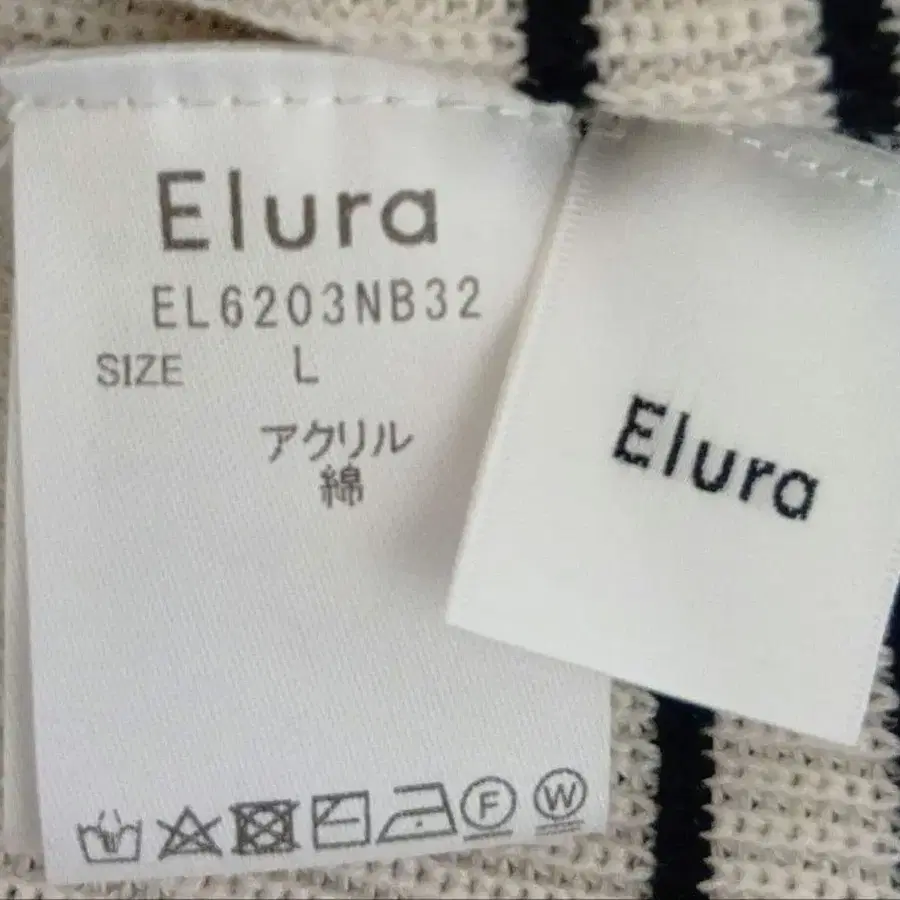 Elura
EL6203NB32
SIZE L
アクリル
綿
F W
Elura